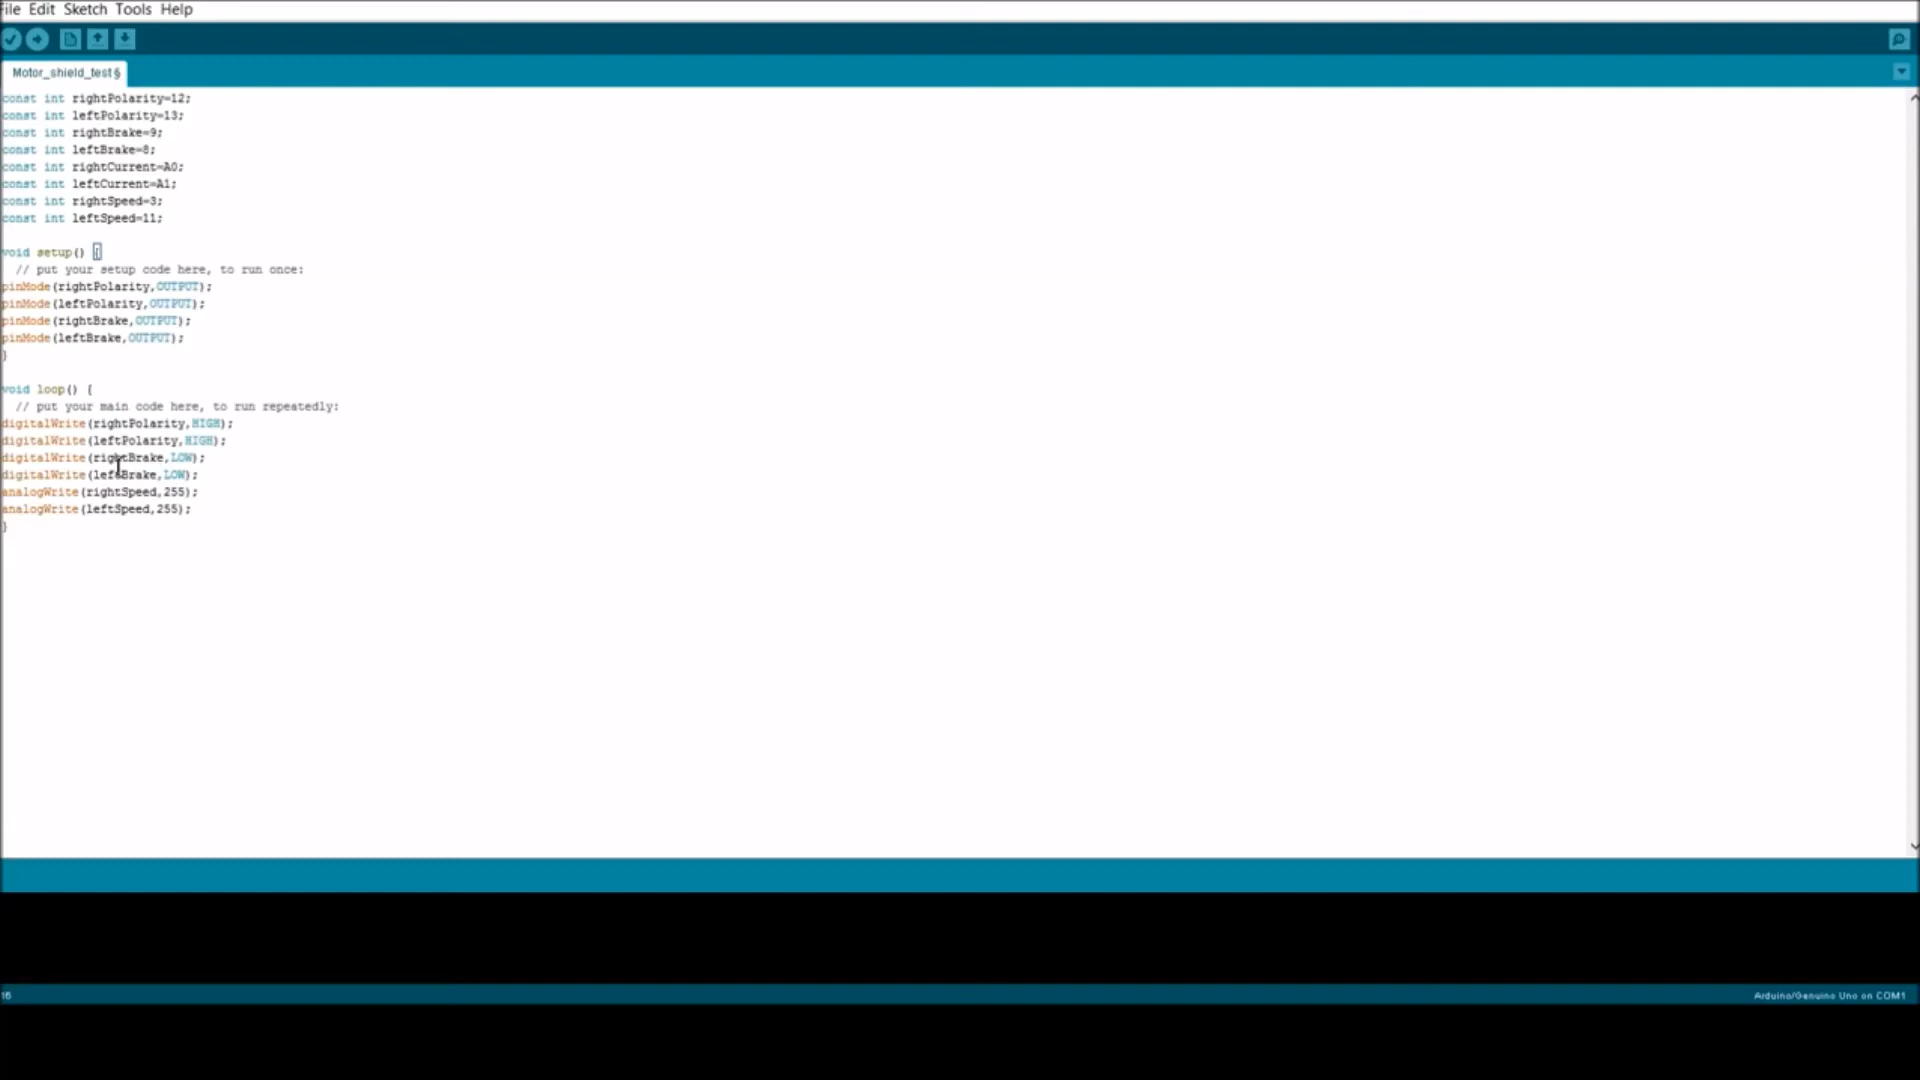 File Edit Sketch Tools Help
Motor_shield_test §
const int rightPolarity=12;
const int leftPolarity=13;
const int rightBrake=9;
const int leftBrake=8;
const int rightCurrent=A0;
const int leftCurrent=A1;
const int rightSpeed=3;
const int leftSpeed=11;
void setup() {
// put your setup code here, to run once:
pinMode(rightPolarity,OUTPUT);
pinMode(leftPolarity,OUTPUT);
pinMode(rightBrake,OUTPUT);
pinMode(leftBrake,OUTPUT);
}
void loop() {
// put your main code here, to run repeatedly:
digitalWrite(rightPolarity,HIGH);
digitalWrite(leftPolarity,HIGH);
digitalWrite(rightBrake,LOW);
digitalWrite(leftBrake,LOW);
analogWrite(rightSpeed,255);
analogWrite(leftSpeed,255);
}
16
Arduino/Genuino Uno on COM1